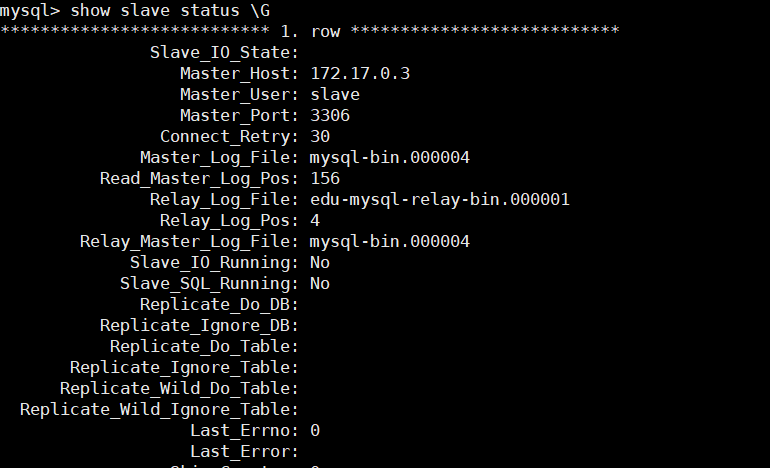 mysql> show slave status \G
*************************** 1. row ***************************
Slave_IO_State:
Master_Host: 172.17.0.3
Master_User: slave
Master_Port: 3306
Connect_Retry: 30
Master_Log_File: mysql-bin.000004
Read_Master_Log_Pos: 156
Relay_Log_File: edu-mysql-relay-bin.000001
Relay_Log_Pos: 4
Relay_Master_Log_File: mysql-bin.000004
Slave_IO_Running: No
Slave_SQL_Running: No
Replicate_Do_DB:
Replicate_Ignore_DB:
Replicate_Do_Table:
Replicate_Ignore_Table:
Replicate_Wild_Do_Table:
Replicate_Wild_Ignore_Table:
Last_Errno: 0
Last_Error: